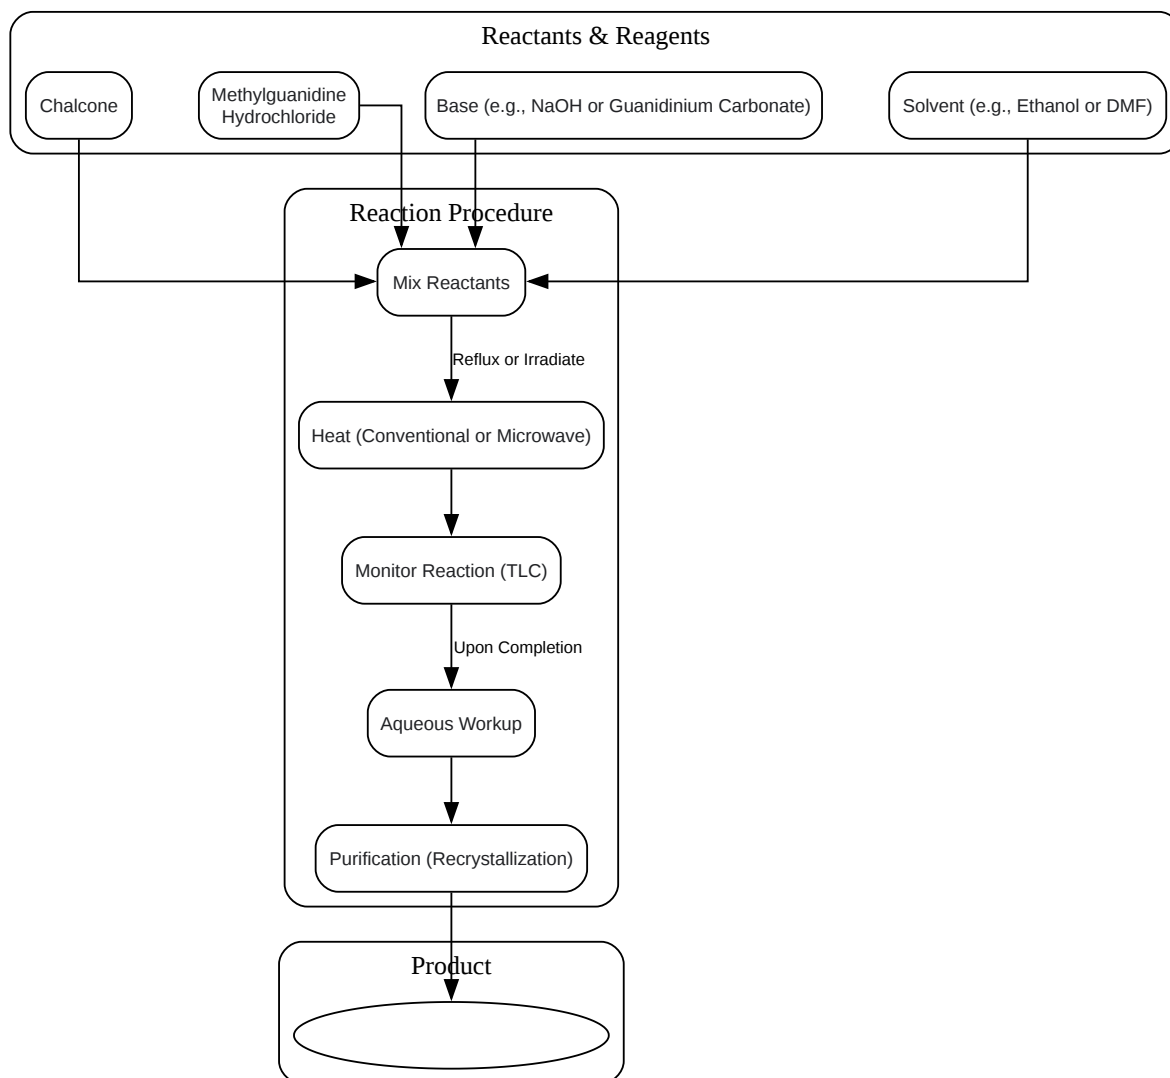 Reactants & Reagents
Chalcone
Methylguanidine
Hydrochloride
Base (e.g., NaOH or Guanidinium Carbonate)
Solvent (e.g., Ethanol or DMF)
Reaction Procedure
Mix Reactants
Reflux or Irradiate
Heat (Conventional or Microwave)
Monitor Reaction (TLC)
Upon Completion
Aqueous Workup
Purification (Recrystallization)
Product